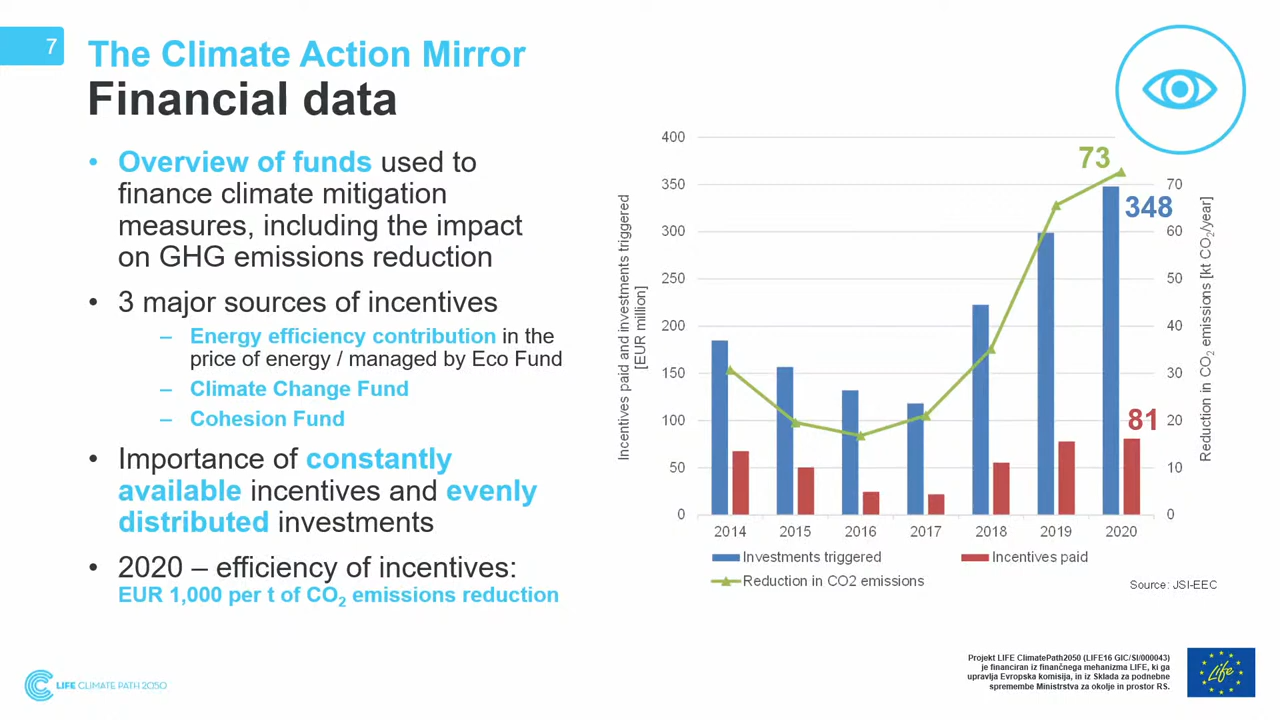 7
The Climate Action Mirror
Financial data
• Overview of funds used to
finance climate mitigation
measures, including the impact
on GHG emissions reduction
• 3 major sources of incentives
– Energy efficiency contribution in the
price of energy / managed by Eco Fund
– Climate Change Fund
– Cohesion Fund
• Importance of constantly
available incentives and evenly
distributed investments
• 2020 – efficiency of incentives:
EUR 1,000 per t of CO₂ emissions reduction
Incentives paid and investments triggered
[EUR million]
400
350
300
250
200
150
100
50
0
73
348
81
70
60
50
40
30
20
10
0
Reduction in CO₂ emissions [kt CO₂/year]
2014 2015 2016 2017 2018 2019 2020
Investments triggered
Incentives paid
Reduction in CO2 emissions
Source: JSI-EEC
LIFE CLIMATE PATH 2050
Projekt LIFE ClimatePath2050 (LIFE16 GIC/SI/000043)
je financiran iz finančnega mehanizma LIFE, ki ga
upravlja Evropska komisija, in iz Sklada za podnebne
spremembe Ministrstva za okolje in prostor RS.
Life